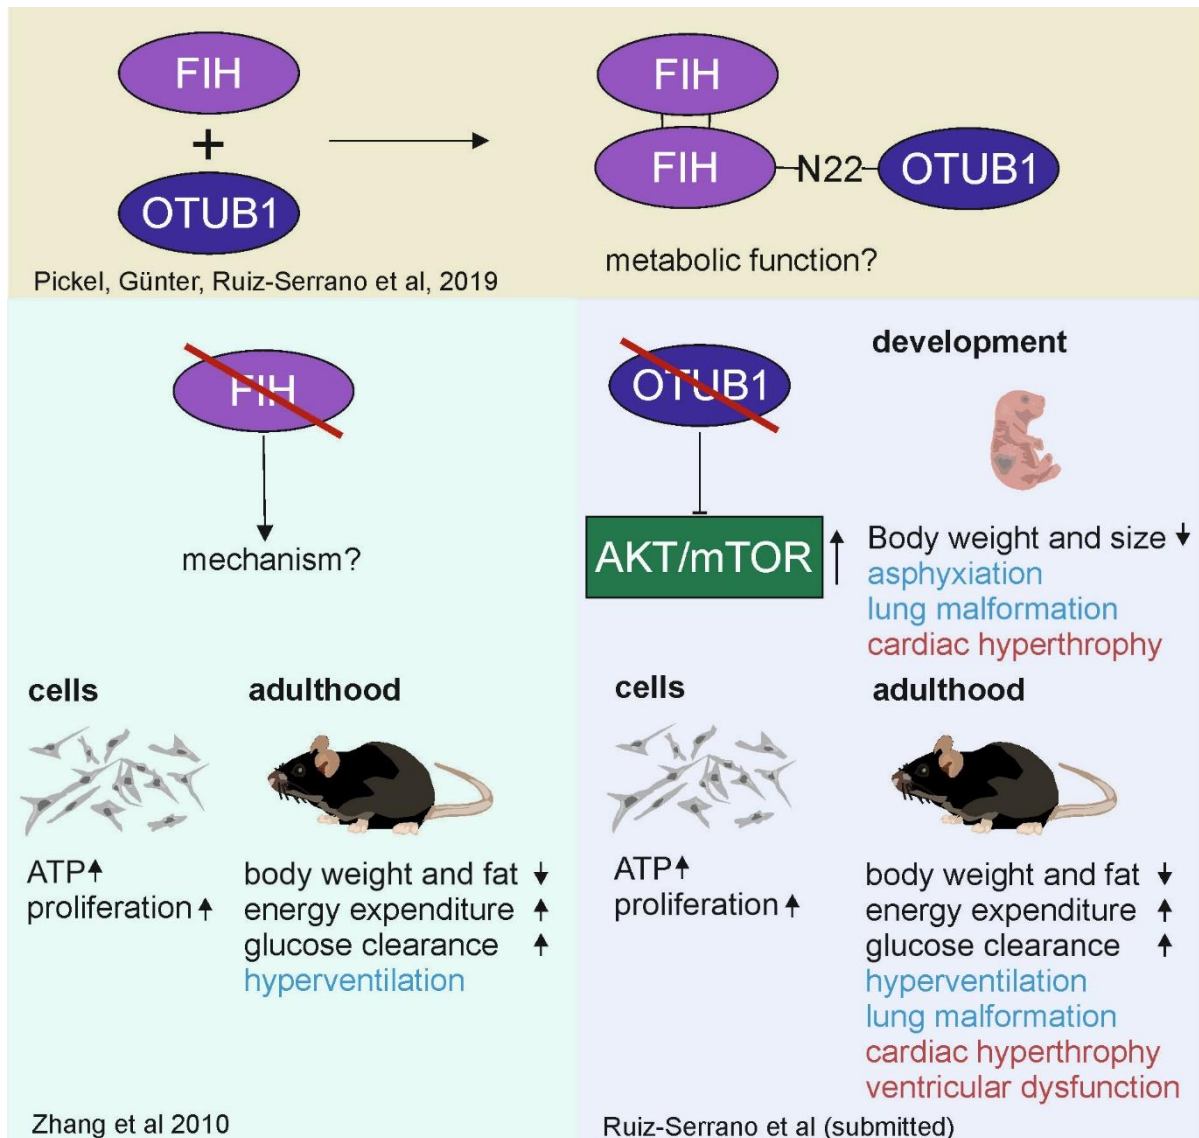 FIH
+
OTUB1
FIH
FIH
N22
OTUB1
metabolic function?
Pickel, Günter, Ruiz-Serrano et al, 2019
FIH
mechanism?
cells
adulthood
ATP
proliferation
body weight and fat
energy expenditure
glucose clearance
hyperventilation
Zhang et al 2010
OTUB1
AKT/mTOR
development
Body weight and size
asphyxiation
lung malformation
cardiac hyperthrophy
cells
adulthood
ATP
proliferation
body weight and fat
energy expenditure
glucose clearance
hyperventilation
lung malformation
cardiac hyperthrophy
ventricular dysfunction
Ruiz-Serrano et al (submitted)